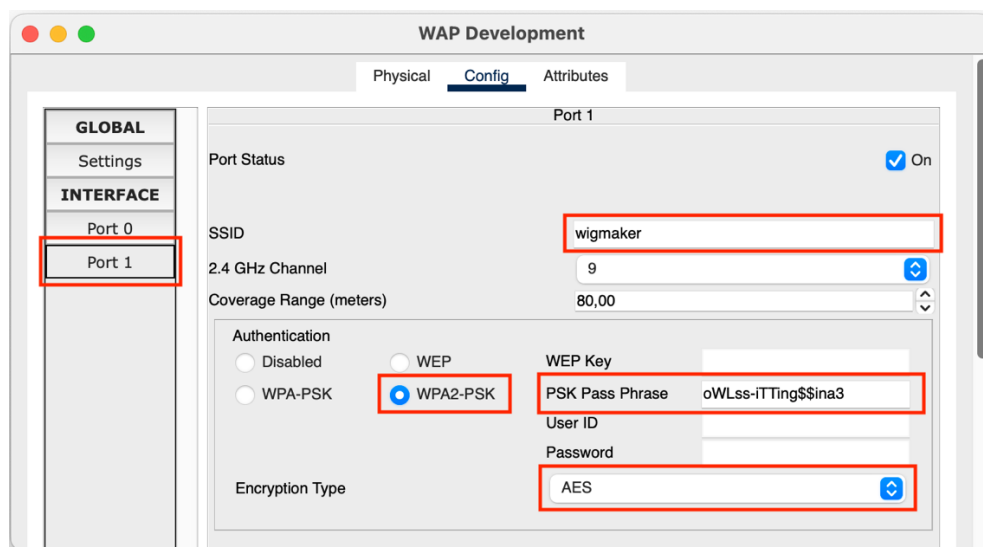 WAP Development
Physical Config Attributes
GLOBAL
Settings
INTERFACE
Port 0
Port 1
Port 1
Port Status On
SSID wigmaker
2.4 GHz Channel 9
Coverage Range (meters) 80,00
Authentication
Disabled WEP WEP Key
WPA-PSK WPA2-PSK PSK Pass Phrase oWLss-iTTing$$ina3
User ID
Password
Encryption Type AES